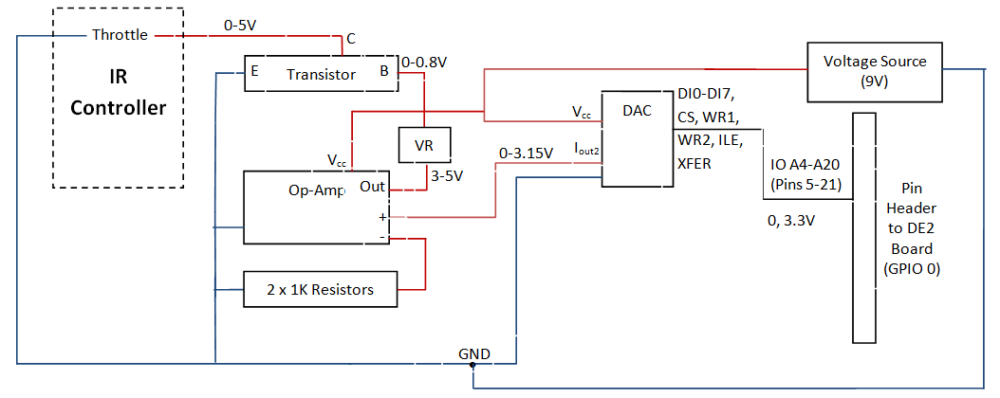 0-5V
Throttle
C
IR
Controller
E
Transistor
B
0-0.8V
Voltage Source
(9V)
DAC
DI0-DI7,
CS, WR1,
WR2, ILE,
XFER
Vcc
Iout2
VR
0-3.15V
3-5V
Vcc
Op-Amp
Out
+
-
IO A4-A20
(Pins 5-21)
0, 3.3V
Pin
Header
to DE2
Board
(GPIO 0)
2 x 1K Resistors
GND